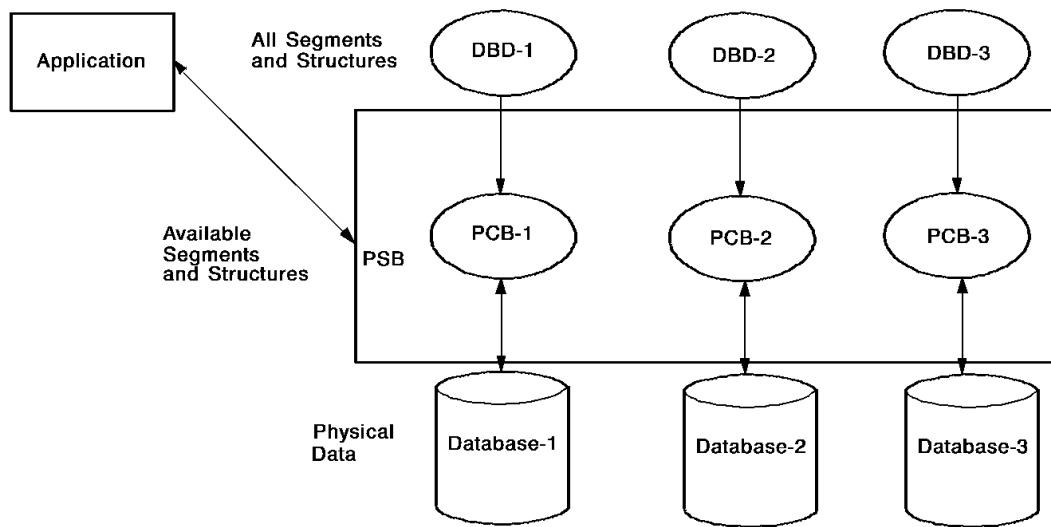 Application
All Segments
and Structures
DBD-1
DBD-2
DBD-3
Available
Segments
and Structures
PSB
PCB-1
PCB-2
PCB-3
Physical
Data
Database-1
Database-2
Database-3